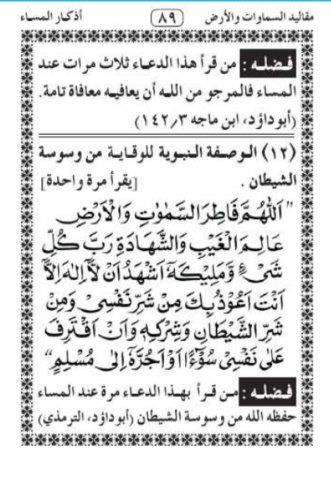 مقاليد السماوات والأرض (٨٩) أذكار المساء
فضله : من قرأ هذا الدعاء ثلاث مرات عند
المساء فالمرجو من الله أن يعافيه معافاة تامة.
(أبوداؤد، ابن ماجه ١٤٢/٣)
(١٢) الوصفة النبوية للوقاية من وسوسة
الشيطان . [يقرأ مرة واحدة]
"اَللّٰهُمَّ فَاطِرَ السَّمٰوٰتِ وَالْاَرْضِ
عَالِمَ الْغَيْبِ وَالشَّهَادَةِ رَبَّ كُلِّ
شَيْءٍ وَّمَلِيْكَهٗ اَشْهَدُ اَنْ لَّا اِلٰهَ اِلَّا
اَنْتَ اَعُوْذُ بِكَ مِنْ شَرِّ نَفْسِيْ وَمِنْ
شَرِّ الشَّيْطَانِ وَشِرْكِهٖ وَاَنْ اَقْتَرِفَ
عَلٰى نَفْسِيْ سُوْٓءًا اَوْ اَجُرَّهٗ اِلٰى مُسْلِمٍ"
فضله : من قرأ بهذا الدعاء مرة عند المساء
حفظه الله من وسوسة الشيطان (أبوداؤد، الترمذي)